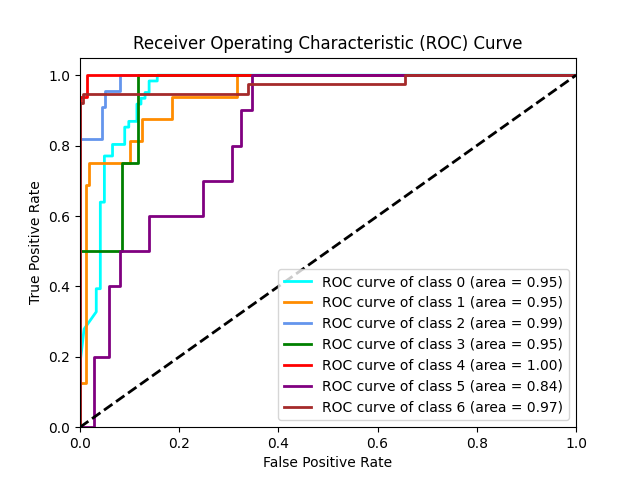 Receiver Operating Characteristic (ROC) Curve
True Positive Rate
1.0
0.8
0.6
0.4
0.2
0.0
ROC curve of class 0 (area = 0.95)
ROC curve of class 1 (area = 0.95)
ROC curve of class 2 (area = 0.99)
ROC curve of class 3 (area = 0.95)
ROC curve of class 4 (area = 1.00)
ROC curve of class 5 (area = 0.84)
ROC curve of class 6 (area = 0.97)
0.0 0.2 0.4 0.6 0.8 1.0
False Positive Rate